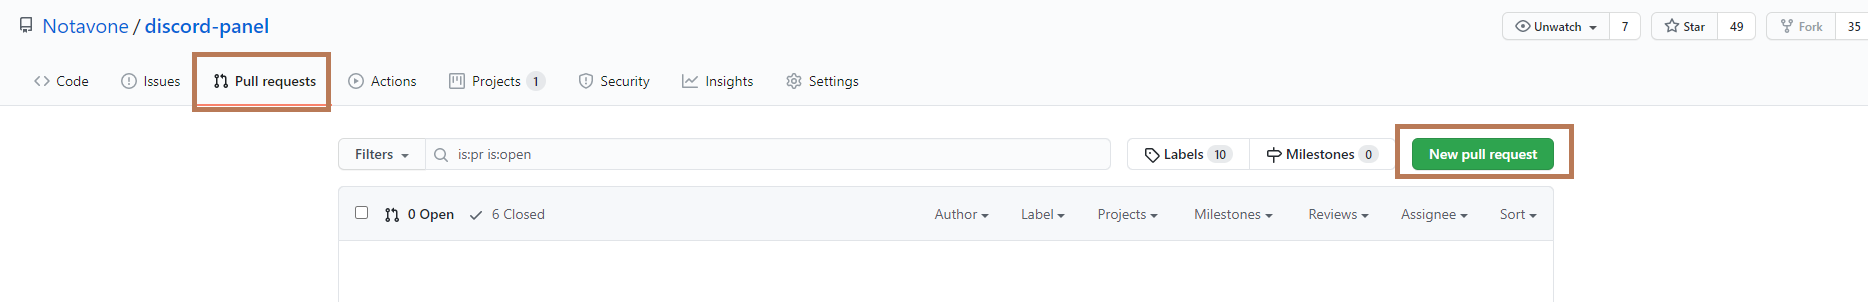 Notavone / discord-panel
Unwatch 7 Star 49 Fork 35
Code Issues Pull requests Actions Projects 1 Security Insights Settings
Filters is:pr is:open Labels 10 Milestones 0 New pull request
0 Open 6 Closed Author Label Projects Milestones Reviews Assignee Sort